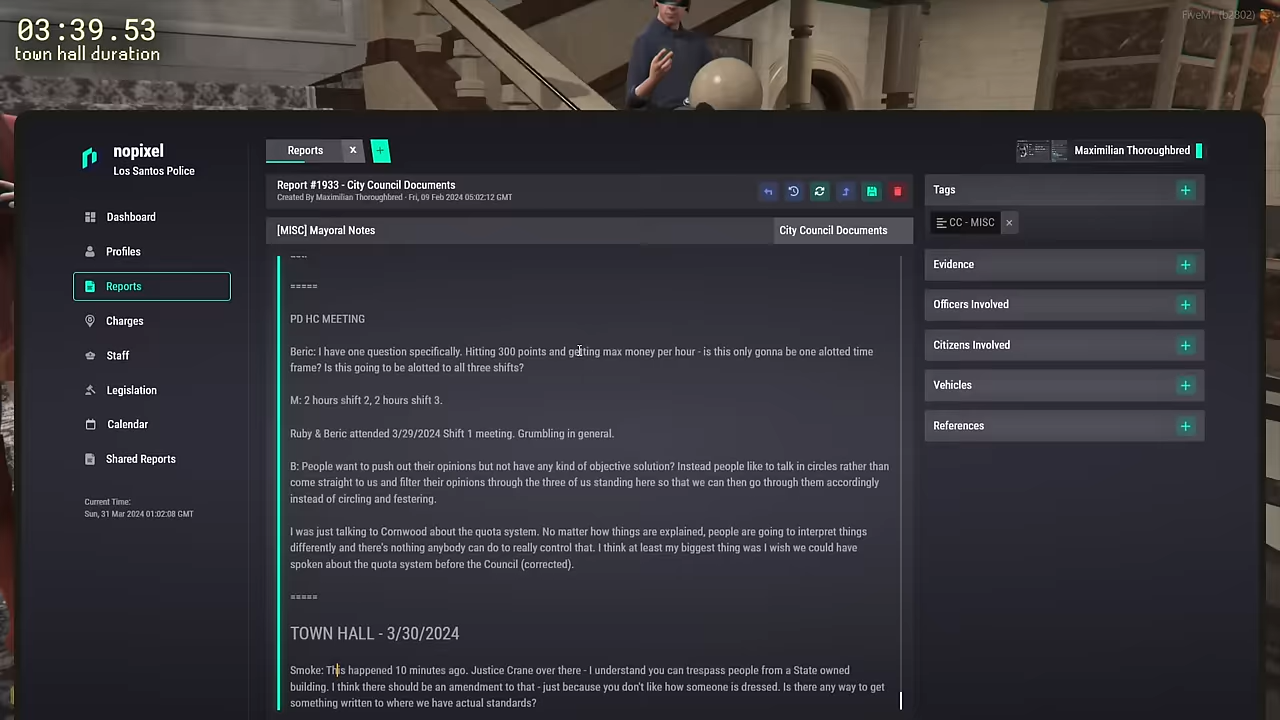 03:39.53
town hall duration
FiveM* (b2802)
nopixel
Los Santos Police
Reports
x
+
Maximilian Thoroughbred
Report #1933 - City Council Documents
Created By Maximilian Thoroughbred - Fri, 09 Feb 2024 05:02:12 GMT
[MISC] Mayoral Notes
City Council Documents
Dashboard
Profiles
Reports
Charges
Staff
Legislation
Calendar
Shared Reports
Current Time:
Sun, 31 Mar 2024 01:02:08 GMT
=====
PD HC MEETING
Beric: I have one question specifically. Hitting 300 points and getting max money per hour - is this only gonna be one alotted time
frame? Is this going to be alotted to all three shifts?
M: 2 hours shift 2, 2 hours shift 3.
Ruby & Beric attended 3/29/2024 Shift 1 meeting. Grumbling in general.
B: People want to push out their opinions but not have any kind of objective solution? Instead people like to talk in circles rather than
come straight to us and filter their opinions through the three of us standing here so that we can then go through them accordingly
instead of circling and festering.
I was just talking to Cornwood about the quota system. No matter how things are explained, people are going to interpret things
differently and there's nothing anybody can do to really control that. I think at least my biggest thing was I wish we could have
spoken about the quota system before the Council (corrected).
=====
TOWN HALL - 3/30/2024
Smoke: This happened 10 minutes ago. Justice Crane over there - I understand you can trespass people from a State owned
building. I think there should be an amendment to that - just because you don't like how someone is dressed. Is there any way to get
something written to where we have actual standards?
Tags
+
CC - MISC
x
Evidence
+
Officers Involved
+
Citizens Involved
+
Vehicles
+
References
+